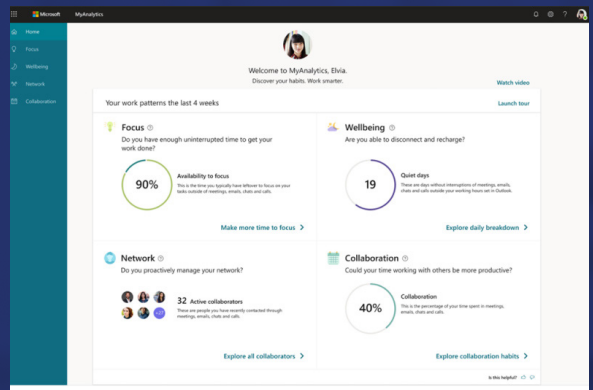 Microsoft MyAnalytics ?
Home
Focus
Wellbeing
Network
Collaboration
Welcome to MyAnalytics, Elvia.
Discover your habits. Work smarter.
Watch video
Your work patterns the last 4 weeks
Launch tour
Focus
Do you have enough uninterrupted time to get your
work done?
90%
Availability to focus
This is the time you typically have leftover to focus on your
tasks outside of meetings, emails, chats and calls.
Make more time to focus
Wellbeing
Are you able to disconnect and recharge?
19
Quiet days
These are days without interruptions of meetings, emails,
chats and calls outside your working hours set in Outlook.
Explore daily breakdown
Network
Do you proactively manage your network?
+27
32 Active collaborators
These are people you have recently contacted through
meetings, emails, chats and calls.
Explore all collaborators
Collaboration
Could your time working with others be more productive?
40%
Collaboration
This is the percentage of your time spent in meetings,
emails, chats and calls.
Explore collaboration habits
Is this helpful?